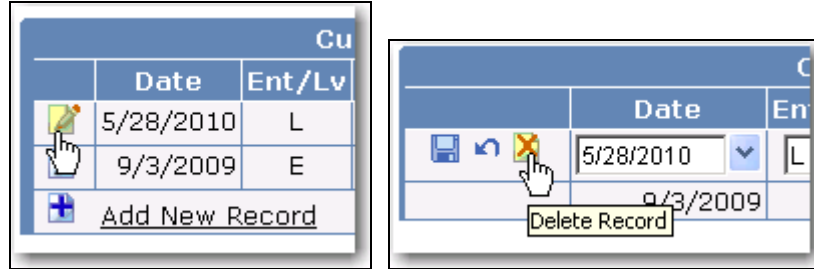 Cu
Date Ent/Lv
5/28/2010 L
9/3/2009 E
Add New Record
C
Date En
5/28/2010 L
9/3/2009
Delete Record